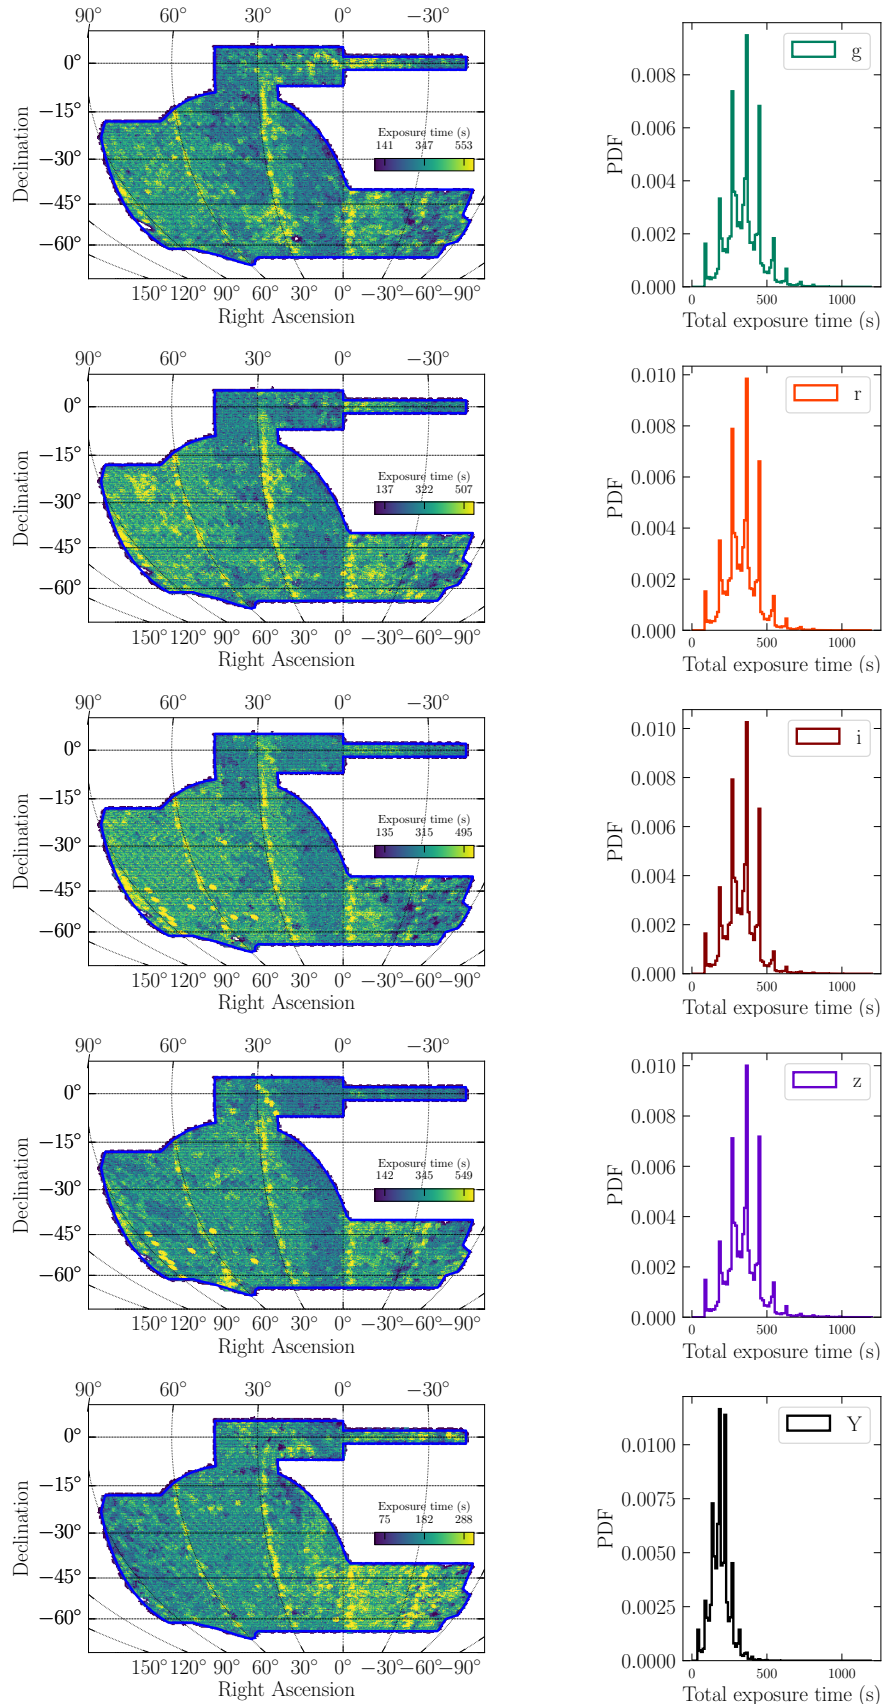 90° 60° 30° 0° −30°
0°
−15°
−30°
−45°
−60°
Declination
Exposure time (s)
141 347 553
150° 120° 90° 60° 30° 0° −30° −60° −90°
Right Ascension
g
0.008
0.006
0.004
0.002
0.000
PDF
0 500 1000
Total exposure time (s)
90° 60° 30° 0° −30°
0°
−15°
−30°
−45°
−60°
Declination
Exposure time (s)
137 322 507
150° 120° 90° 60° 30° 0° −30° −60° −90°
Right Ascension
r
0.010
0.008
0.006
0.004
0.002
0.000
PDF
0 500 1000
Total exposure time (s)
90° 60° 30° 0° −30°
0°
−15°
−30°
−45°
−60°
Declination
Exposure time (s)
135 315 495
150° 120° 90° 60° 30° 0° −30° −60° −90°
Right Ascension
i
0.010
0.008
0.006
0.004
0.002
0.000
PDF
0 500 1000
Total exposure time (s)
90° 60° 30° 0° −30°
0°
−15°
−30°
−45°
−60°
Declination
Exposure time (s)
142 345 549
150° 120° 90° 60° 30° 0° −30° −60° −90°
Right Ascension
z
0.010
0.008
0.006
0.004
0.002
0.000
PDF
0 500 1000
Total exposure time (s)
90° 60° 30° 0° −30°
0°
−15°
−30°
−45°
−60°
Declination
Exposure time (s)
75 182 288
150° 120° 90° 60° 30° 0° −30° −60° −90°
Right Ascension
Y
0.0100
0.0075
0.0050
0.0025
0.0000
PDF
0 500 1000
Total exposure time (s)